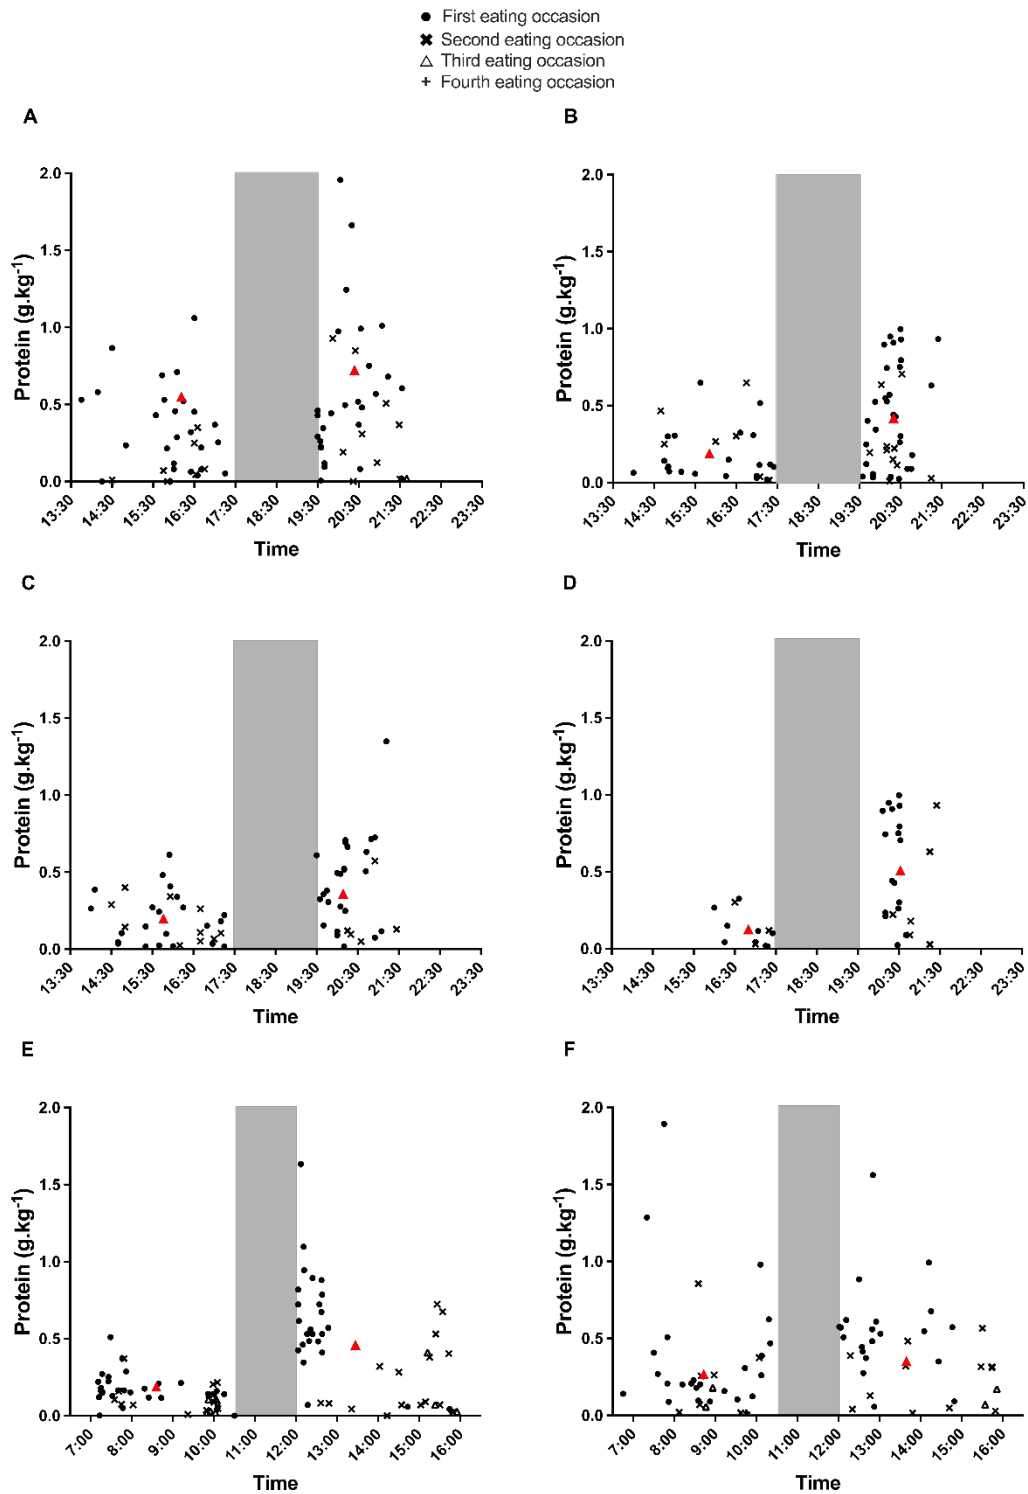 First eating occasion
Second eating occasion
Third eating occasion
Fourth eating occasion
A
B
2.0
1.5
1.0
0.5
0.0
Protein (g.kg-1)
13:30 14:30 15:30 16:30 17:30 18:30 19:30 20:30 21:30 22:30 23:30
Time
2.0
1.5
1.0
0.5
0.0
Protein (g.kg-1)
13:30 14:30 15:30 16:30 17:30 18:30 19:30 20:30 21:30 22:30 23:30
Time
C
D
2.0
1.5
1.0
0.5
0.0
Protein (g.kg-1)
13:30 14:30 15:30 16:30 17:30 18:30 19:30 20:30 21:30 22:30 23:30
Time
2.0
1.5
1.0
0.5
0.0
Protein (g.kg-1)
13:30 14:30 15:30 16:30 17:30 18:30 19:30 20:30 21:30 22:30 23:30
Time
E
F
2.0
1.5
1.0
0.5
0.0
Protein (g.kg-1)
7:00 8:00 9:00 10:00 11:00 12:00 13:00 14:00 15:00 16:00
Time
2.0
1.5
1.0
0.5
0.0
Protein (g.kg-1)
7:00 8:00 9:00 10:00 11:00 12:00 13:00 14:00 15:00 16:00
Time